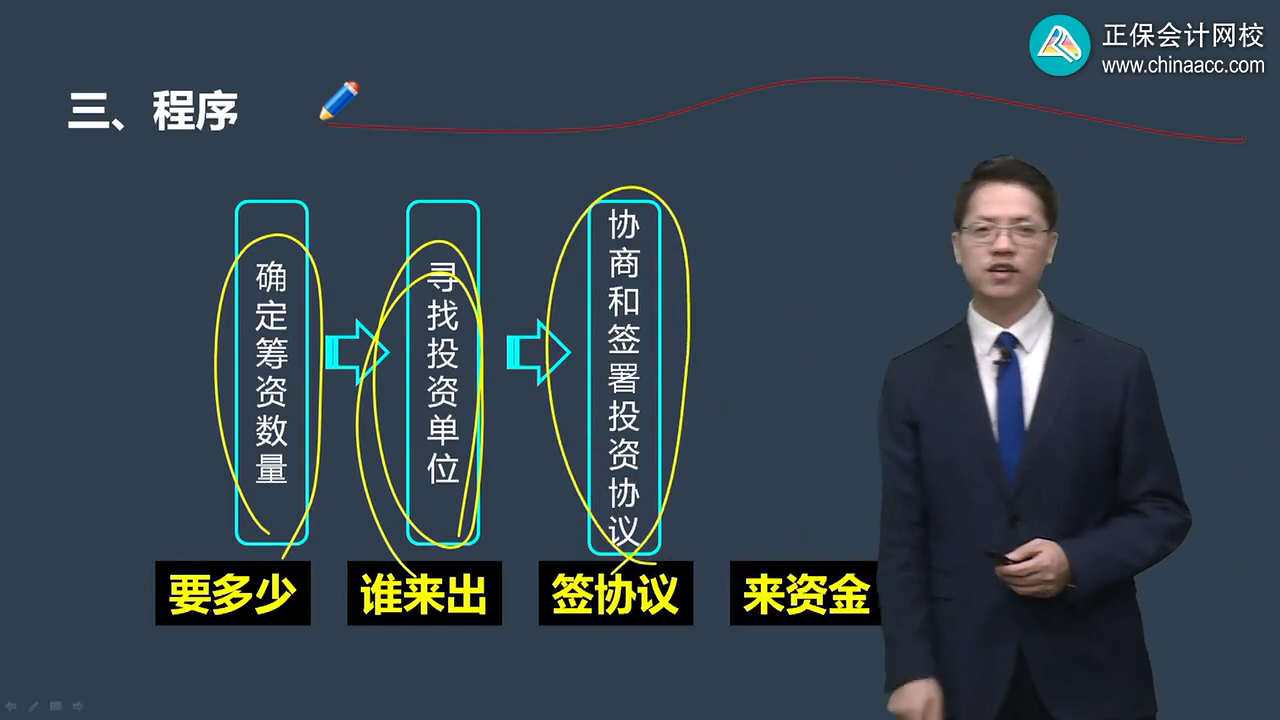 正保会计网校
www.chinaacc.com
三、程序
确定筹资数量
寻找投资单位
协商和签署投资协议
要多少
谁来出
签协议
来资金